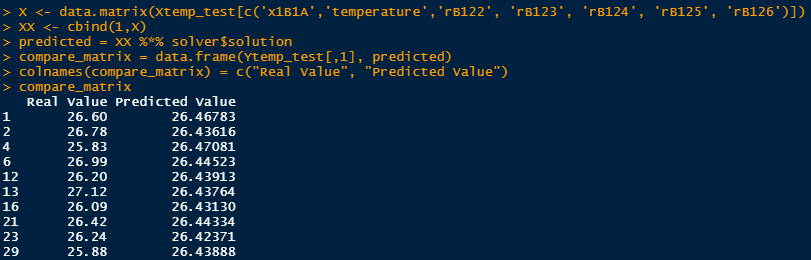 > X <- data.matrix(Xtemp_test[c('x1B1A','temperature','rB122', 'rB123', 'rB124', 'rB125', 'rB126')])
> XX <- cbind(1,X)
> predicted = XX %*% solver$solution
> compare_matrix = data.frame(Ytemp_test[,1], predicted)
> colnames(compare_matrix) = c("Real Value", "Predicted Value")
> compare_matrix
Real Value Predicted Value
1 26.60 26.46783
2 26.78 26.43616
4 25.83 26.47081
6 26.99 26.44523
12 26.20 26.43913
13 27.12 26.43764
16 26.09 26.43130
21 26.42 26.44334
23 26.24 26.42371
29 25.88 26.43888